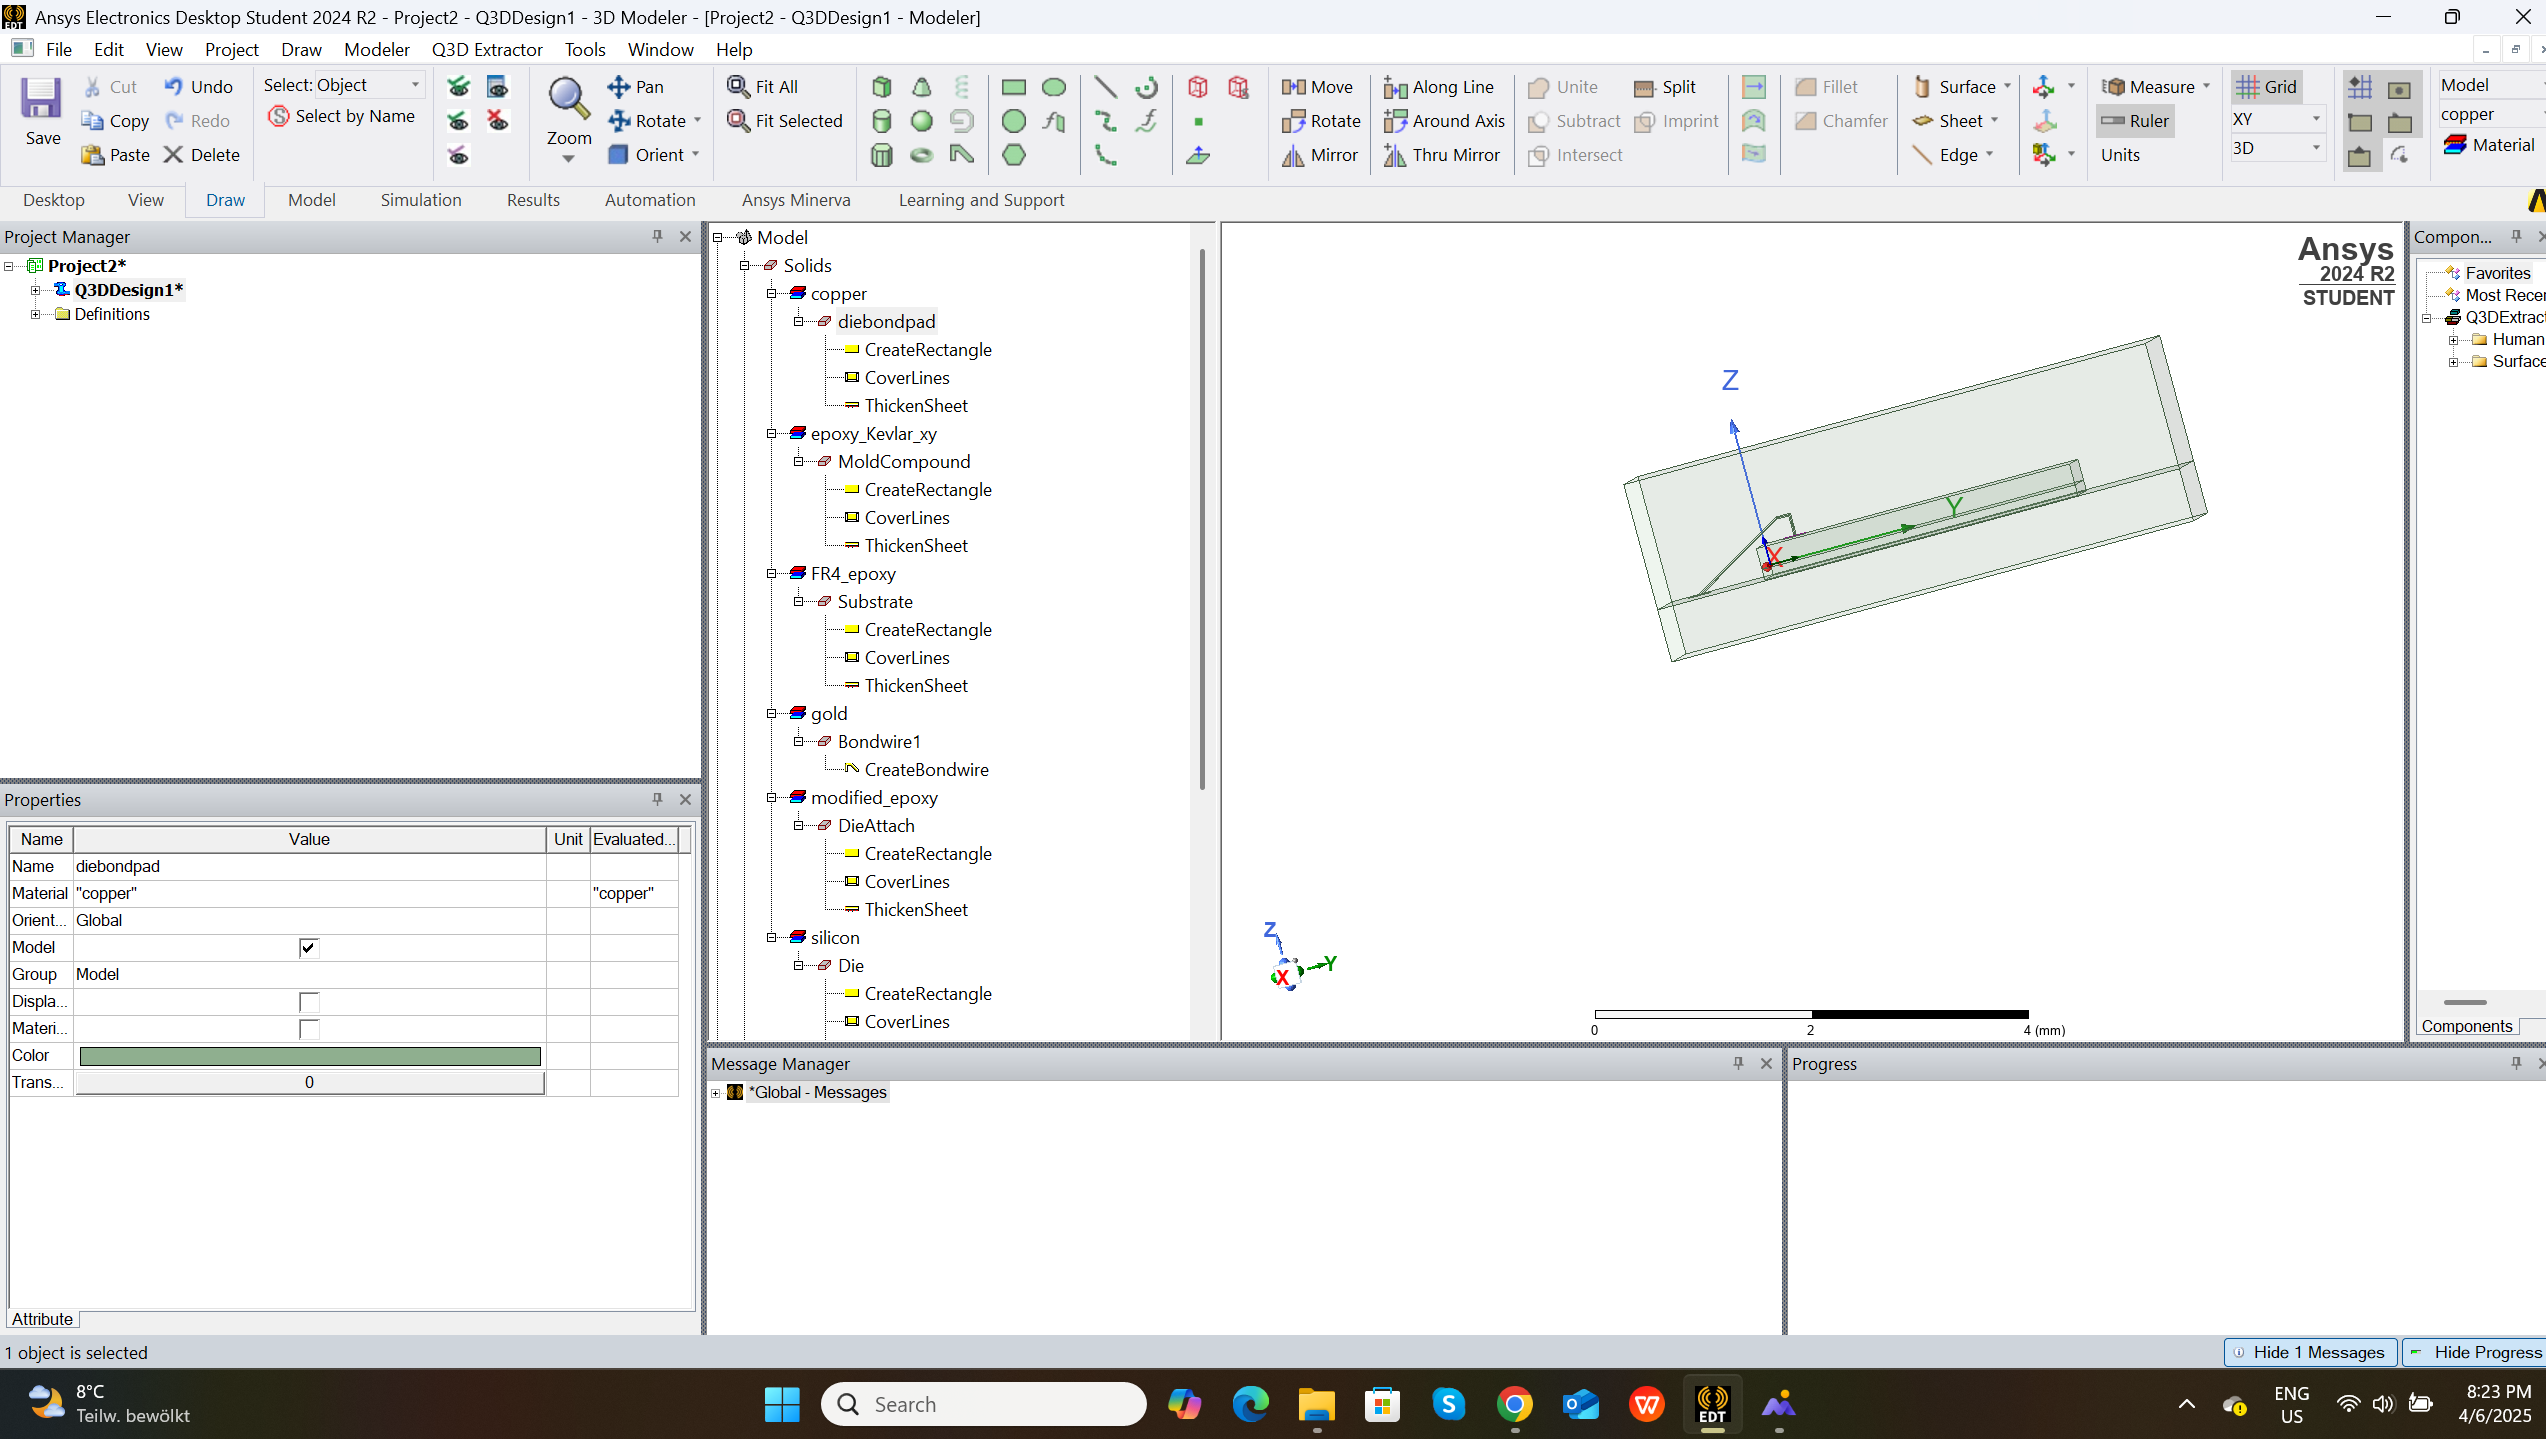 Ansys Electronics Desktop Student 2024 R2 - Project2 - Q3DDesign1 - 3D Modeler - [Project2 - Q3DDesign1 - Modeler]
File Edit View Project Draw Modeler Q3D Extractor Tools Window Help
Save
Cut
Copy
Paste
Undo
Redo
Delete
Select: Object
Select by Name
Zoom
Pan
Rotate
Orient
Fit All
Fit Selected
Move
Rotate
Mirror
Along Line
Around Axis
Thru Mirror
Unite
Subtract
Intersect
Split
Imprint
Fillet
Chamfer
Surface
Sheet
Edge
Measure
Ruler
Units
Grid
XY
3D
Model
copper
Material
Desktop View Draw Model Simulation Results Automation Ansys Minerva Learning and Support
Project Manager
Project2*
Q3DDesign1*
Definitions
Properties
Name Value Unit Evaluated...
Name diebondpad
Material "copper" "copper"
Orient... Global
Model
Group Model
Displa...
Materi...
Color
Trans... 0
Attribute
Model
Solids
copper
diebondpad
CreateRectangle
CoverLines
ThickenSheet
epoxy_Kevlar_xy
MoldCompound
CreateRectangle
CoverLines
ThickenSheet
FR4_epoxy
Substrate
CreateRectangle
CoverLines
ThickenSheet
gold
Bondwire1
CreateBondwire
modified_epoxy
DieAttach
CreateRectangle
CoverLines
ThickenSheet
silicon
Die
CreateRectangle
CoverLines
Ansys
2024 R2
STUDENT
Z
Y
X
Z
Y
X
0 2 4 (mm)
Compon...
Favorites
Most Recen
Q3DExtract
Human
Surface
Components
Message Manager
*Global - Messages
Progress
1 object is selected
Hide 1 Messages
Hide Progress
8°C
Teilw. bewölkt
Search
EDT
ENG
US
8:23 PM
4/6/2025